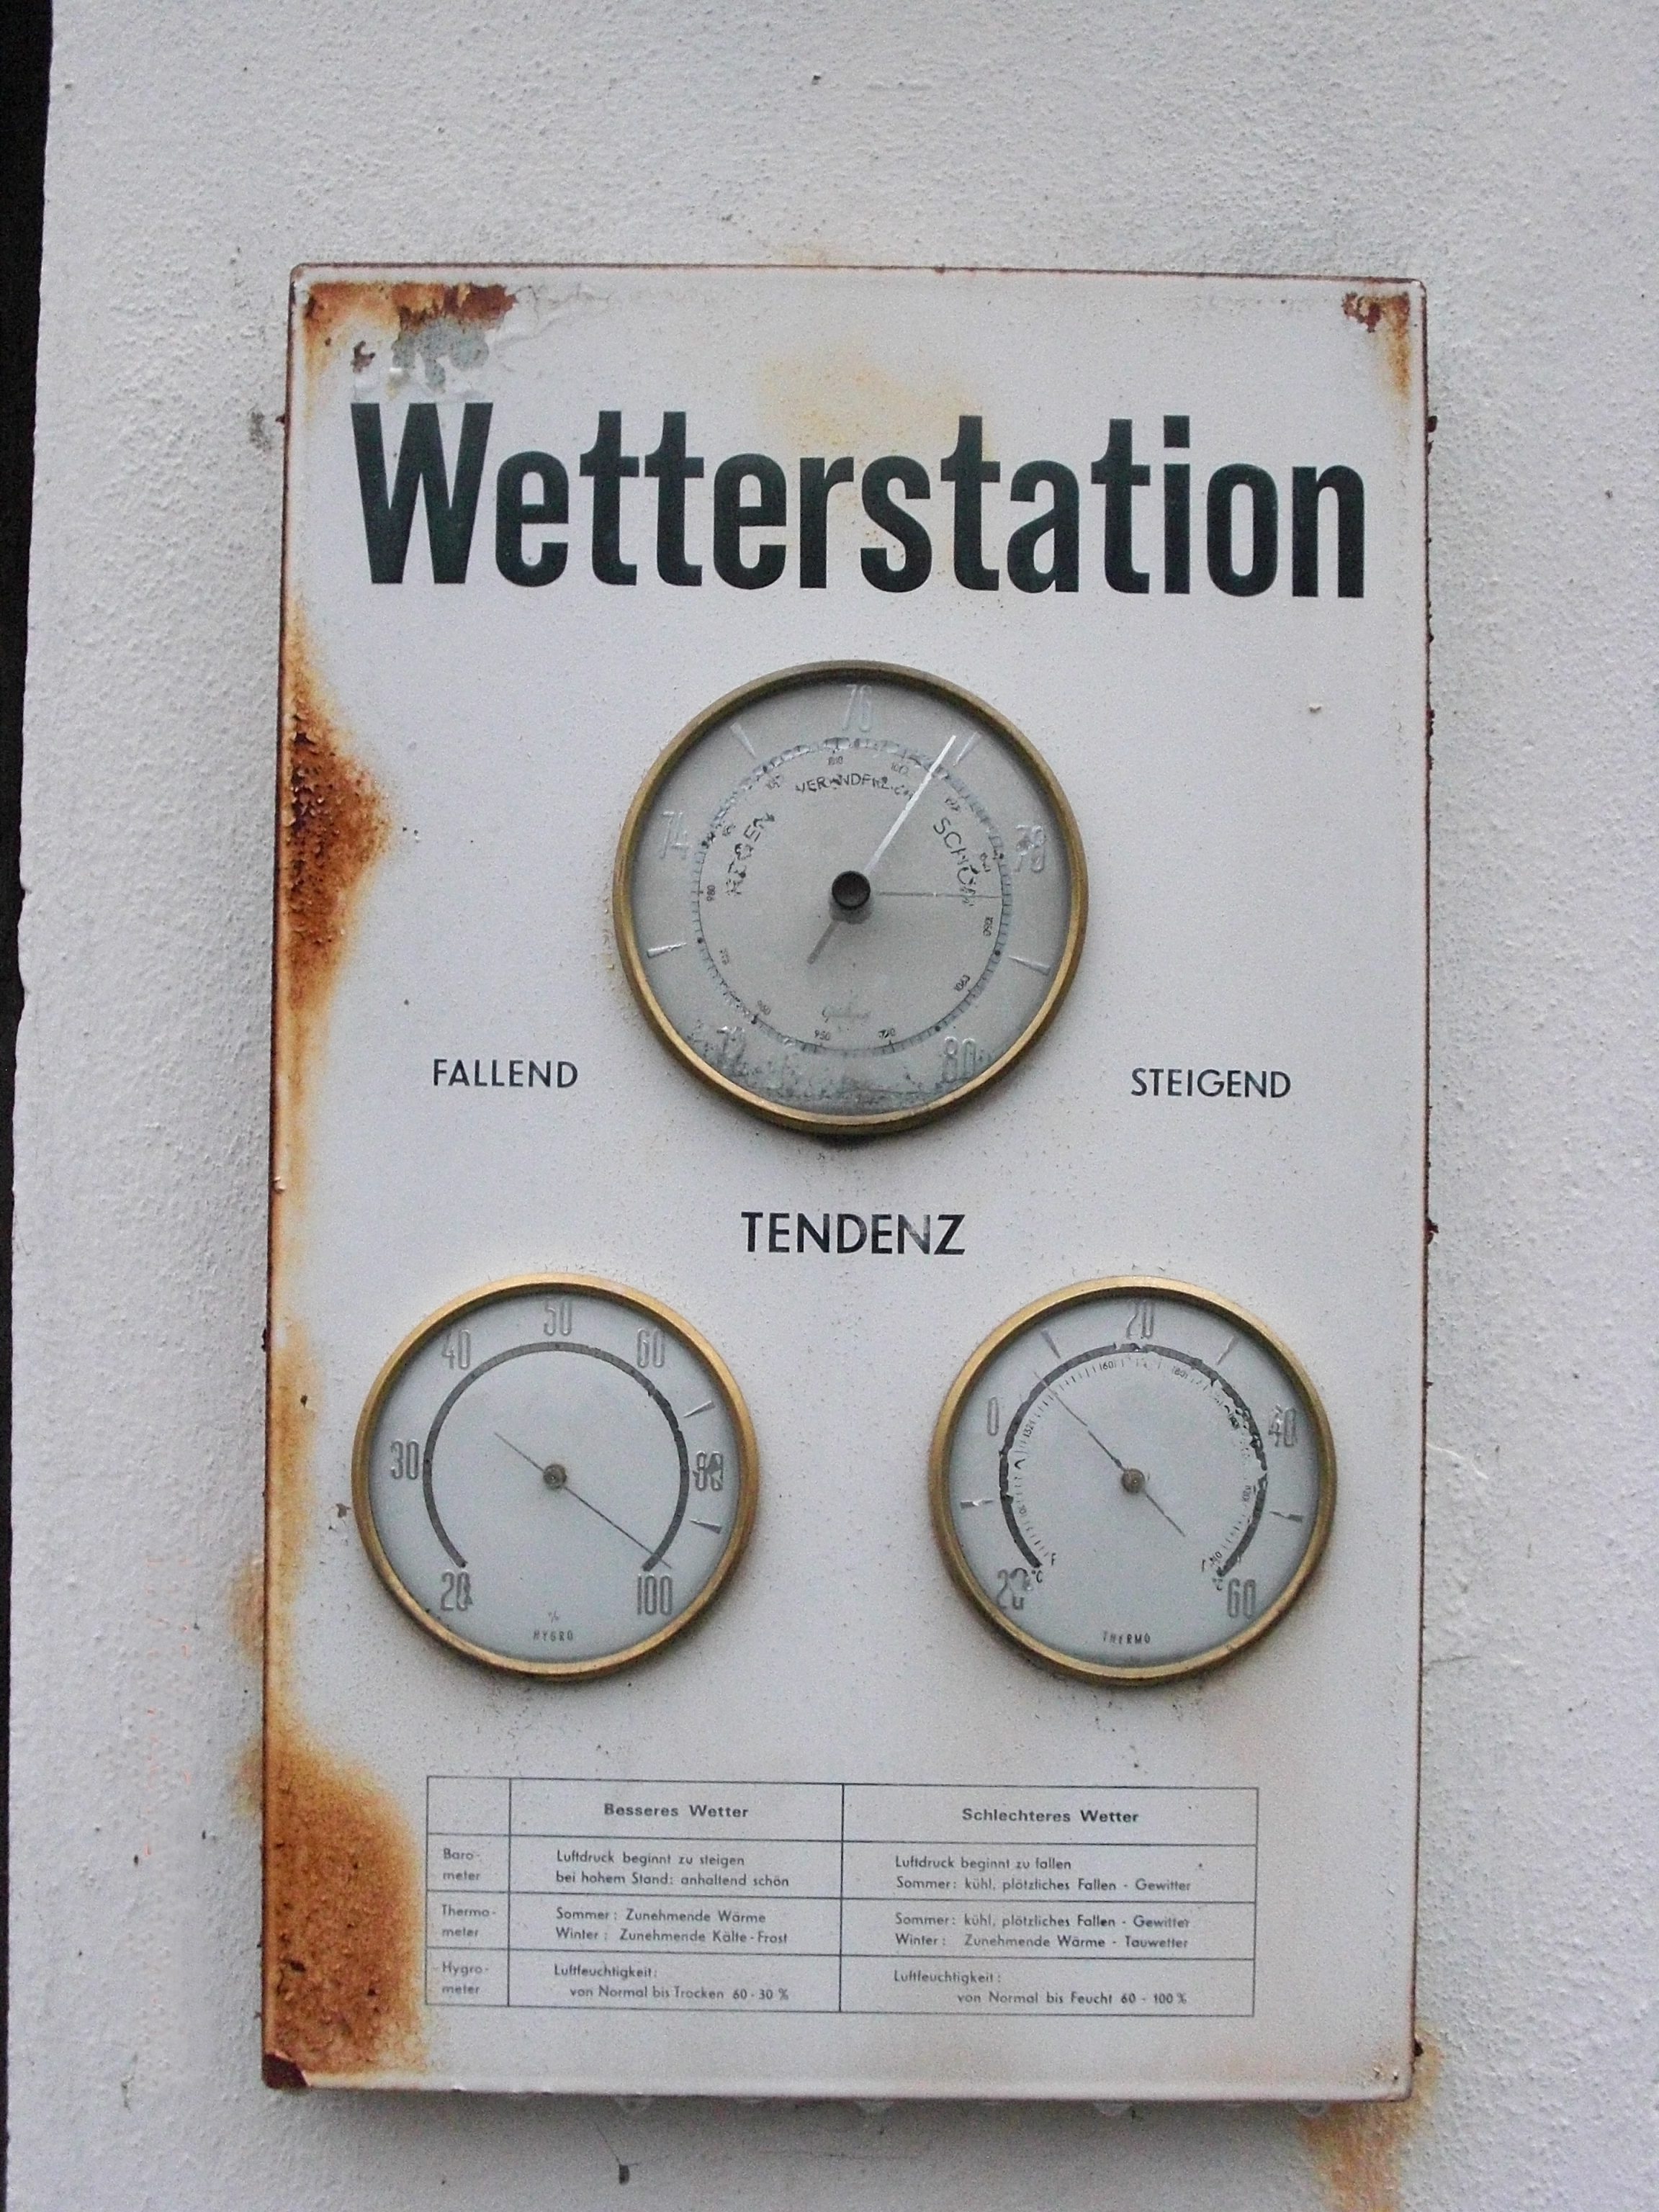 Wetterstation
76
74
78
REGEN
VERÄNDERLICH
SCHÖN
1010
980
1050
80
FALLEND
STEIGEND
TENDENZ
50
40
60
30
20
100
%
HYGRO
20
0
40
60
°F
°C
THERMO
Besseres Wetter
Schlechteres Wetter
Baro-
meter
Luftdruck beginnt zu steigen
bei hohem Stand: anhaltend schön
Luftdruck beginnt zu fallen
Sommer: kühl, plötzliches Fallen - Gewitter
Thermo-
meter
Sommer: Zunehmende Wärme
Winter: Zunehmende Kälte - Frost
Sommer: kühl, plötzliches Fallen - Gewitter
Winter: Zunehmende Wärme - Tauwetter
Hygro-
meter
Luftfeuchtigkeit:
von Normal bis Trocken 60-30 %
Luftfeuchtigkeit:
von Normal bis Feucht 60 - 100 %